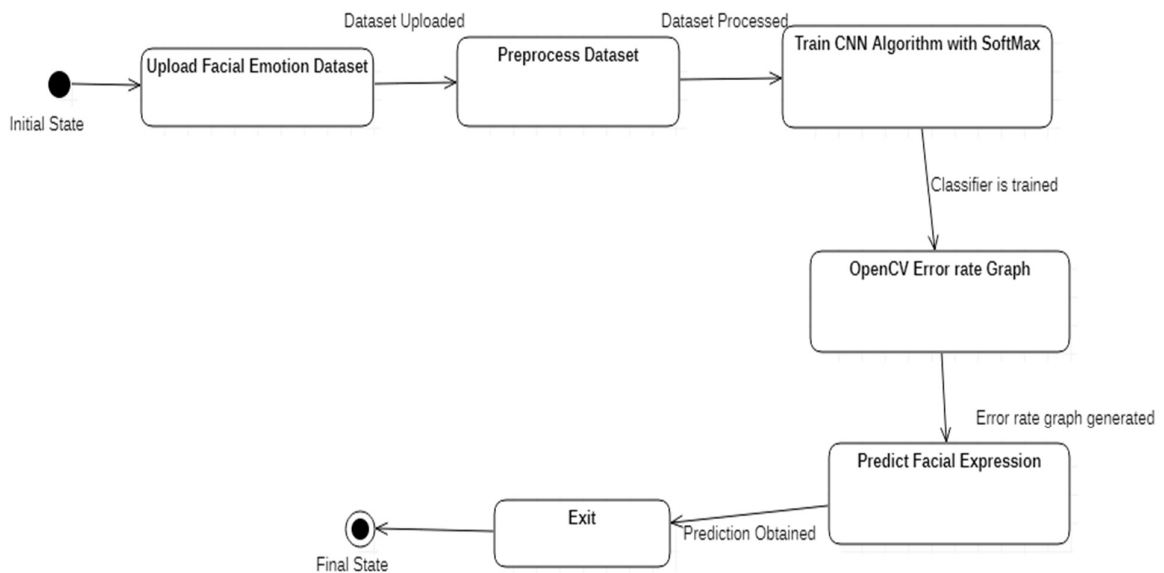 Dataset Uploaded
Dataset Processed
Upload Facial Emotion Dataset
Preprocess Dataset
Train CNN Algorithm with SoftMax
Initial State
Classifier is trained
OpenCV Error rate Graph
Error rate graph generated
Predict Facial Expression
Exit
Prediction Obtained
Final State